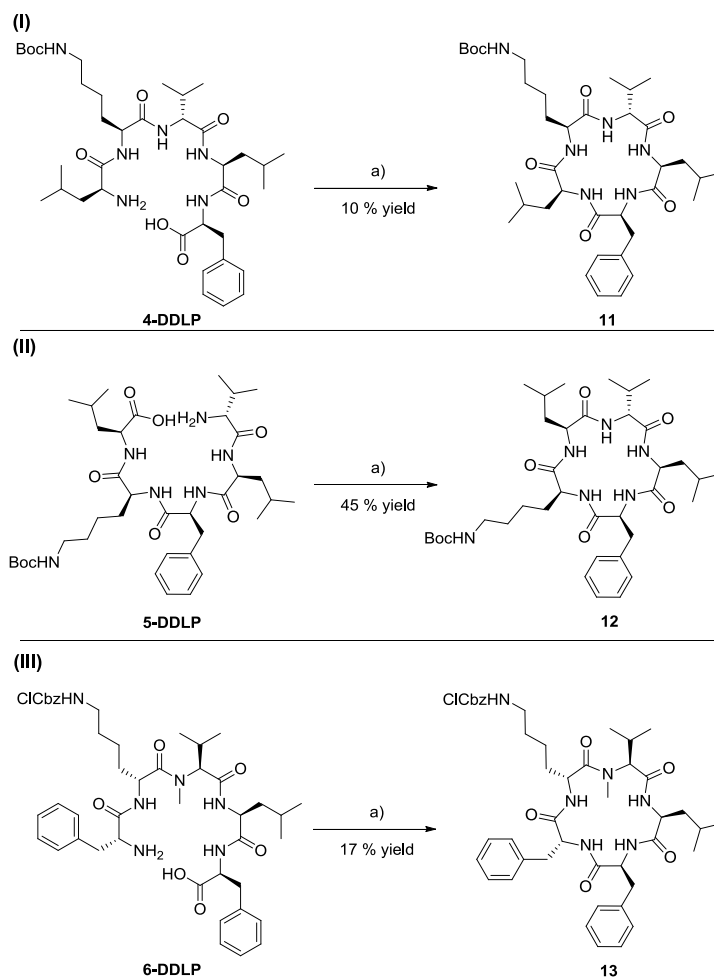 (I)
BocHN
BocHN
O
N
H
O
O
N
H
O
a)
NH
HN
NH
HN
O
O
NH2
HN
O
10 % yield
NH
HN
O
O
HO
O
4-DDLP
11
(II)
O
OH
H2N
O
O
N
H
O
NH
HN
a)
NH
HN
O
O
NH
HN
O
O
45 % yield
NH
HN
O
O
BocHN
BocHN
5-DDLP
12
(III)
ClCbzHN
ClCbzHN
O
N
O
O
N
O
a)
NH
HN
NH
HN
O
O
NH2
HN
O
17 % yield
NH
HN
O
O
HO
O
6-DDLP
13